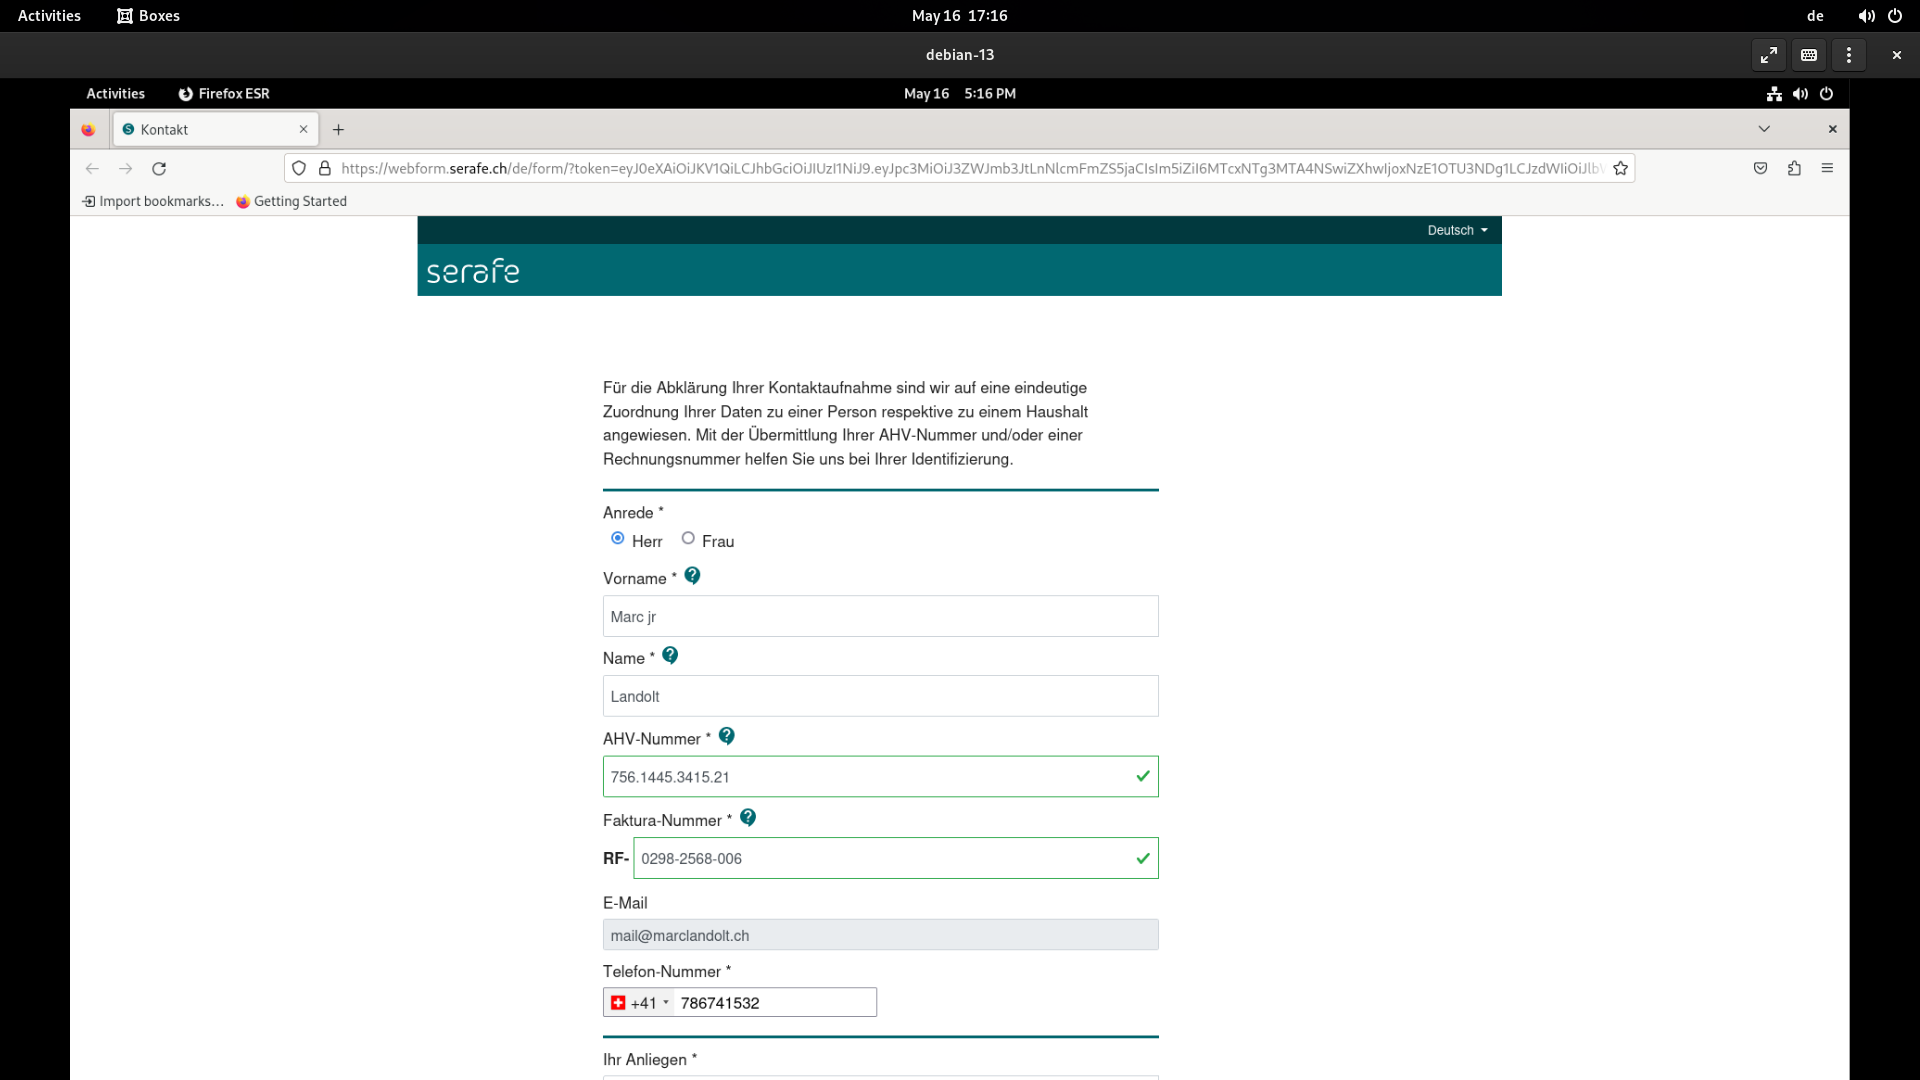 Activities
Boxes
May 16 17:16
de
debian-13
Activities
Firefox ESR
May 16 5:16 PM
Kontakt
https://webform.serafe.ch/de/form/?token=eyJ0eXAiOiJKV1QiLCJhbGciOiJIUzI1NiJ9.eyJpc3MiOiJ3ZWJmb3JtLnNlcmFmZS5jaCIsIm5iZiI6MTcxNTg3MTA4NSwiZXhwIjoxNzE1OTU3NDg1LCJzdWIiOiJlbW
Import bookmarks...
Getting Started
Deutsch
serafe
Für die Abklärung Ihrer Kontaktaufnahme sind wir auf eine eindeutige
Zuordnung Ihrer Daten zu einer Person respektive zu einem Haushalt
angewiesen. Mit der Übermittlung Ihrer AHV-Nummer und/oder einer
Rechnungsnummer helfen Sie uns bei Ihrer Identifizierung.
Anrede *
Herr Frau
Vorname *
Marc jr
Name *
Landolt
AHV-Nummer *
756.1445.3415.21
Faktura-Nummer *
RF- 0298-2568-006
E-Mail
mail@marclandolt.ch
Telefon-Nummer *
+41 786741532
Ihr Anliegen *